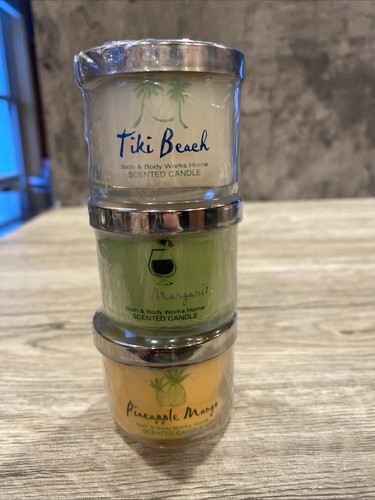 Tiki Beach
Bath & Body Works Home
SCENTED CANDLE
Margarit
Bath & Body Works Home
SCENTED CANDLE
Pineapple Mango
Bath & Body Works Home
SCENTED CANDLE